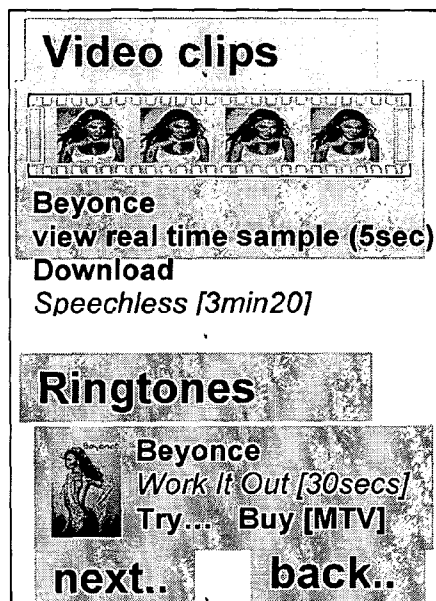 Video clips
Beyonce
view real time sample (5sec)
Download
Speechless [3min20]
Ringtones
Beyonce
Beyonce
Work It Out [30secs]
Try... Buy [MTV]
next.. back..